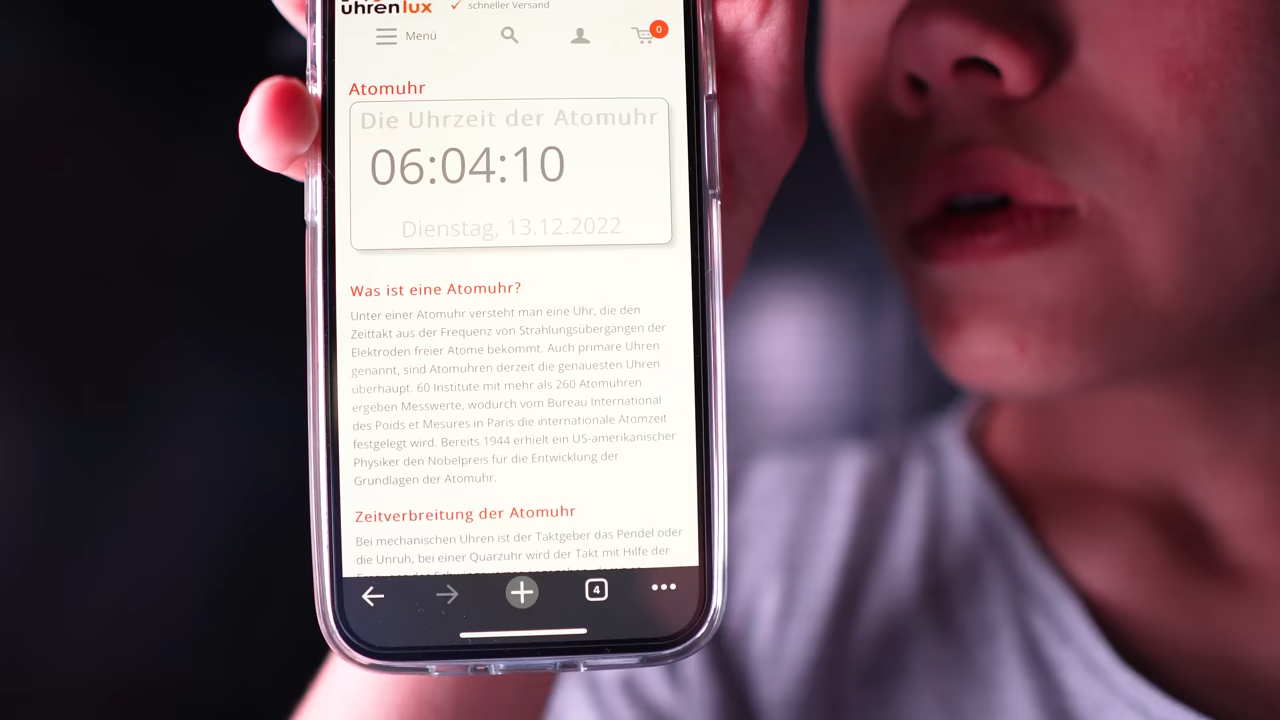 uhrenlux
✓ schneller Versand
Menü
0
Atomuhr
Die Uhrzeit der Atomuhr
06:04:10
Dienstag, 13.12.2022
Was ist eine Atomuhr?
Unter einer Atomuhr versteht man eine Uhr, die den
Zeittakt aus der Frequenz von Strahlungsübergängen der
Elektroden freier Atome bekommt. Auch primäre Uhren
genannt, sind Atomuhren derzeit die genauesten Uhren
überhaupt. 60 Institute mit mehr als 260 Atomuhren
ergeben Messwerte, wodurch vom Bureau International
des Poids et Mesures in Paris die internationale Atomzeit
festgelegt wird. Bereits 1944 erhielt ein US-amerikanischer
Physiker den Nobelpreis für die Entwicklung der
Grundlagen der Atomuhr.
Zeitverbreitung der Atomuhr
Bei mechanischen Uhren ist der Taktgeber das Pendel oder
die Unruh, bei einer Quarzuhr wird der Takt mit Hilfe der
4